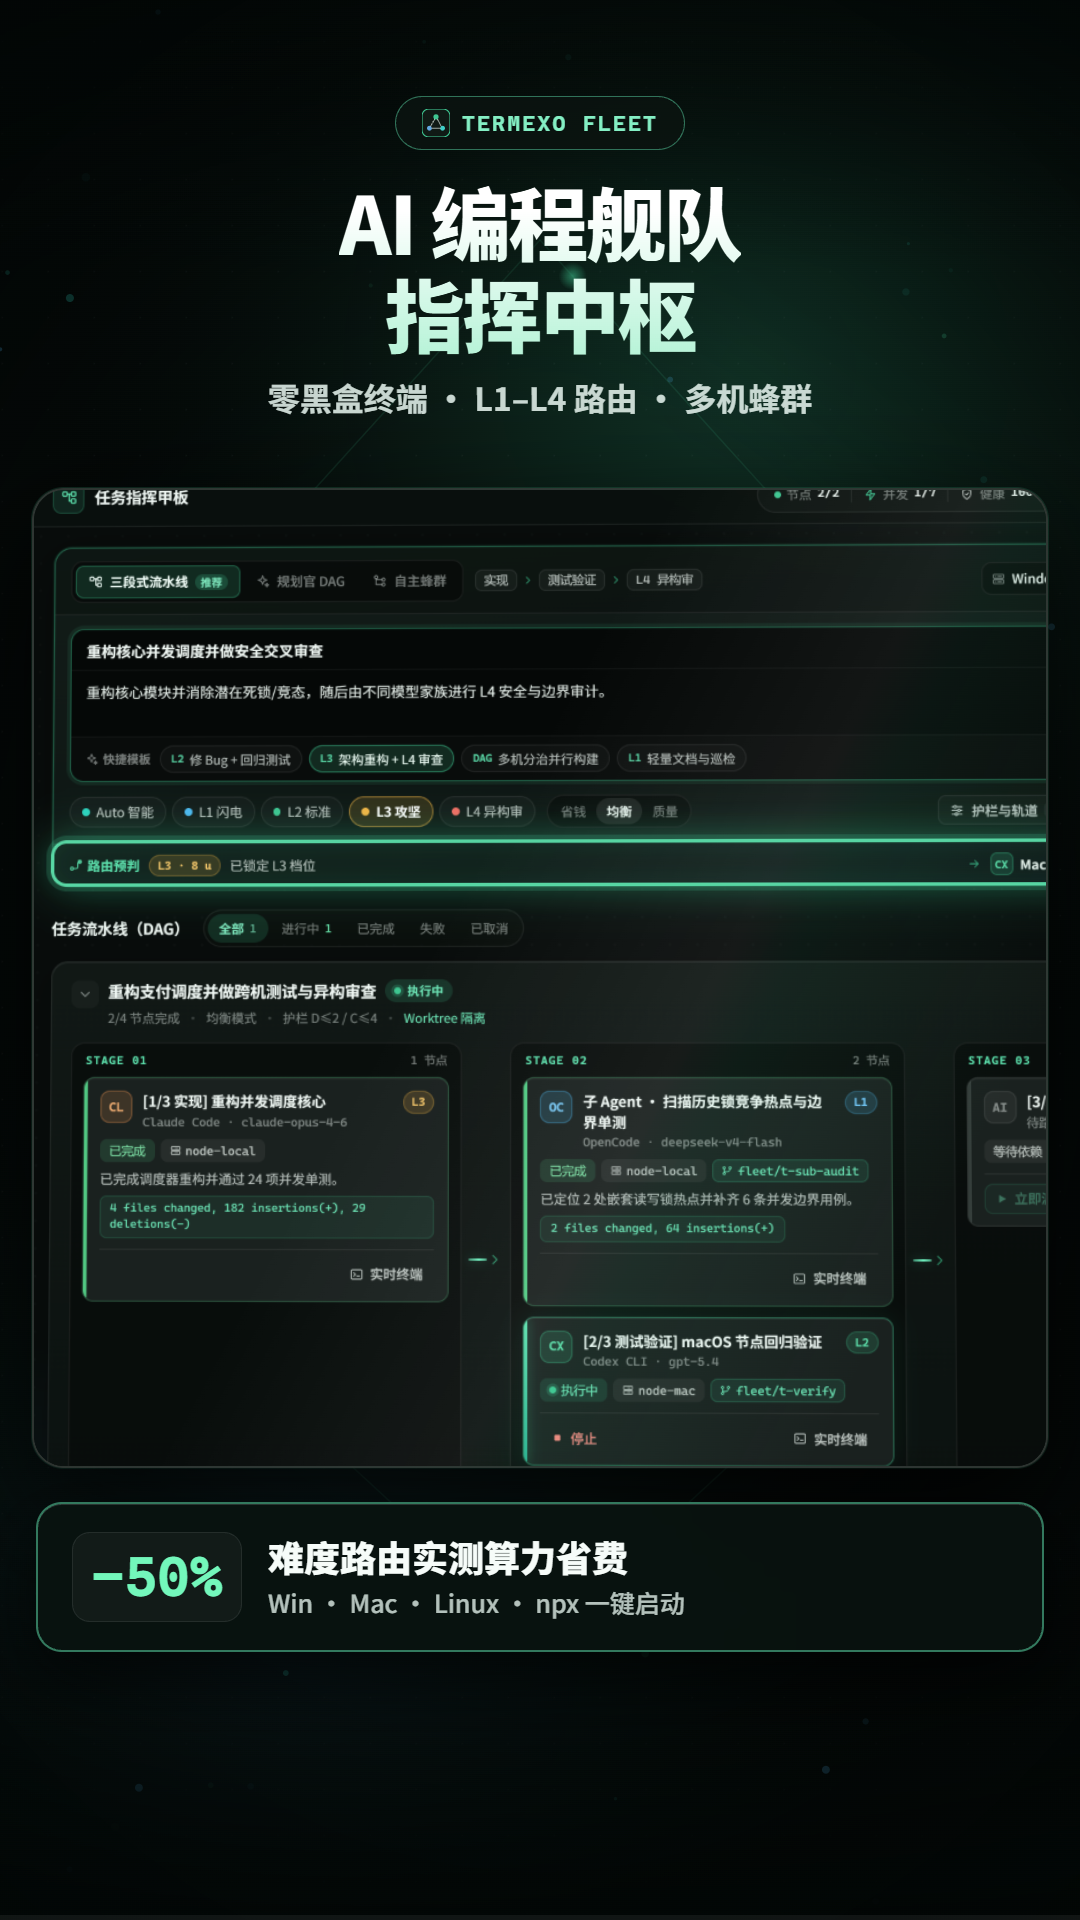 TERMEXO FLEET
AI 编程舰队
指挥中枢
零黑盒终端 • L1–L4 路由 • 多机蜂群
任务指挥甲板
节点 2/2 并发 1/7 健康
三段式流水线 推荐 规划官 DAG 自主蜂群 实现 › 测试验证 › L4 异构审
重构核心并发调度并做安全交叉审查
重构核心模块并消除潜在死锁/竞态，随后由不同模型家族进行 L4 安全与边界审计。
快捷模板 L2 修 Bug + 回归测试 L3 架构重构 + L4 审查 DAG 多机分治并行构建 L1 轻量文档与巡检
Auto 智能 L1 闪电 L2 标准 L3 攻坚 L4 异构审 省钱 均衡 质量 护栏与轨道
路由预判 L3 · 8 u 已锁定 L3 档位 → CX Mac
任务流水线（DAG） 全部 1 进行中 1 已完成 失败 已取消
重构支付调度并做跨机测试与异构审查 执行中
2/4 节点完成 · 均衡模式 · 护栏 D≤2 / C≤4 · Worktree 隔离
STAGE 01 1 节点
CL [1/3 实现] 重构并发调度核心 L3
Claude Code · claude-opus-4-6
已完成 node-local
已完成调度器重构并通过 24 项并发单测。
4 files changed, 182 insertions(+), 29
deletions(−)
实时终端
STAGE 02 2 节点
OC 子 Agent · 扫描历史锁竞争热点与边 L1
界单测
OpenCode · deepseek-v4-flash
已完成 node-local fleet/t-sub-audit
已定位 2 处嵌套读写锁热点并补齐 6 条并发边界用例。
2 files changed, 64 insertions(+)
实时终端
CX [2/3 测试验证] macOS 节点回归验证 L2
Codex CLI · gpt-5.4
执行中 node-mac fleet/t-verify
停止 实时终端
STAGE 03
AI [3/
等待依赖
立即
−50%
难度路由实测算力省费
Win • Mac • Linux • npx 一键启动